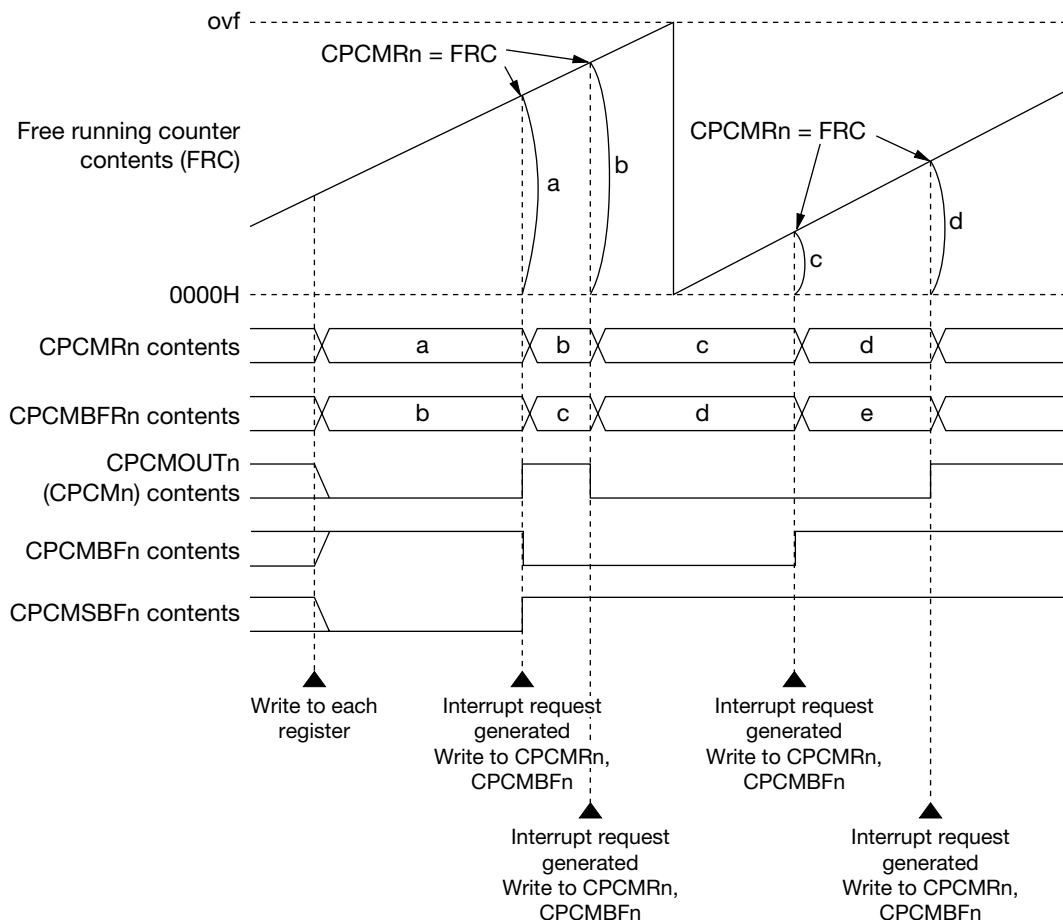 ovf
CPCMRn = FRC
Free running counter
contents (FRC)
CPCMRn = FRC
a
b
c
d
0000H
CPCMRn contents
a
b
c
d
CPCMBFRn contents
b
c
d
e
CPCMOUTn
(CPCMn) contents
CPCMBFn contents
CPCMSBFn contents
Write to each
register
Interrupt request
generated
Write to CPCMRn,
CPCMBFn
Interrupt request
generated
Write to CPCMRn,
CPCMBFn
Interrupt request
generated
Write to CPCMRn,
CPCMBFn
Interrupt request
generated
Write to CPCMRn,
CPCMBFn